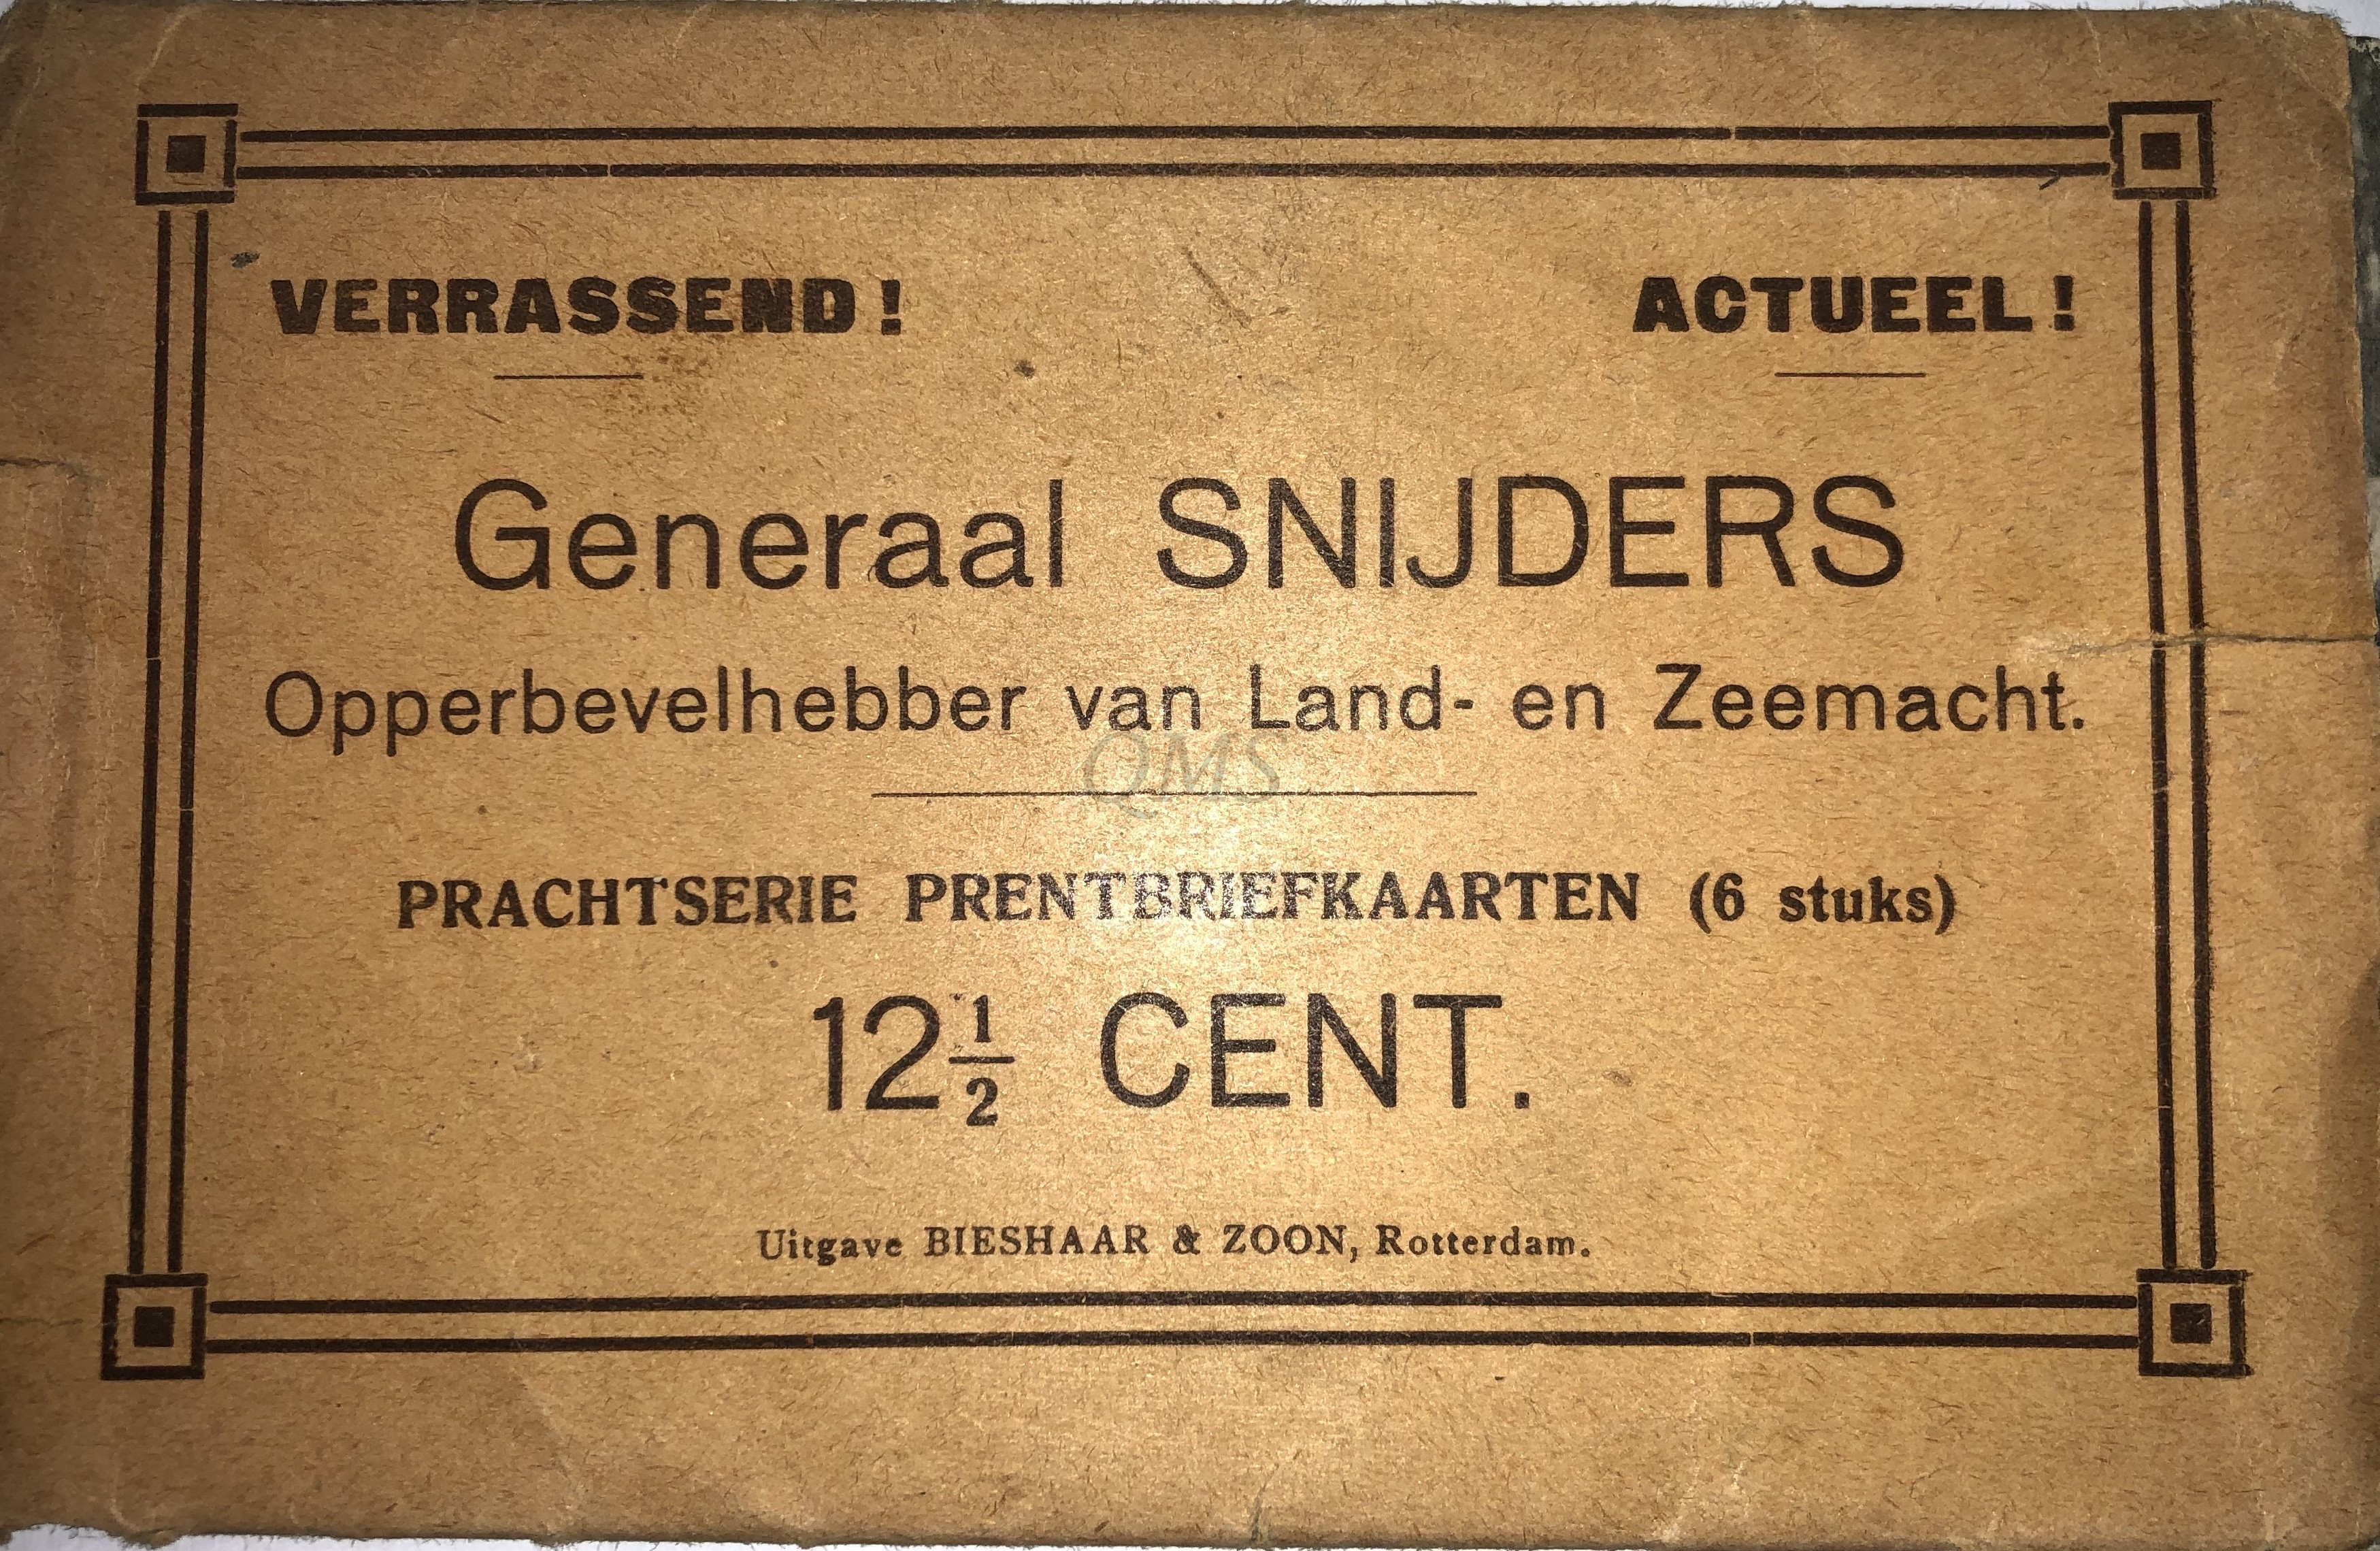 VERRASSEND! ACTUEEL!
Generaal SNIJDERS
Opperbevelhebber van Land- en Zeemacht.
QMS
PRACHTSERIE PRENTBRIEFKAARTEN (6 stuks)
12½ CENT.
Uitgave BIESHAAR & ZOON, Rotterdam.